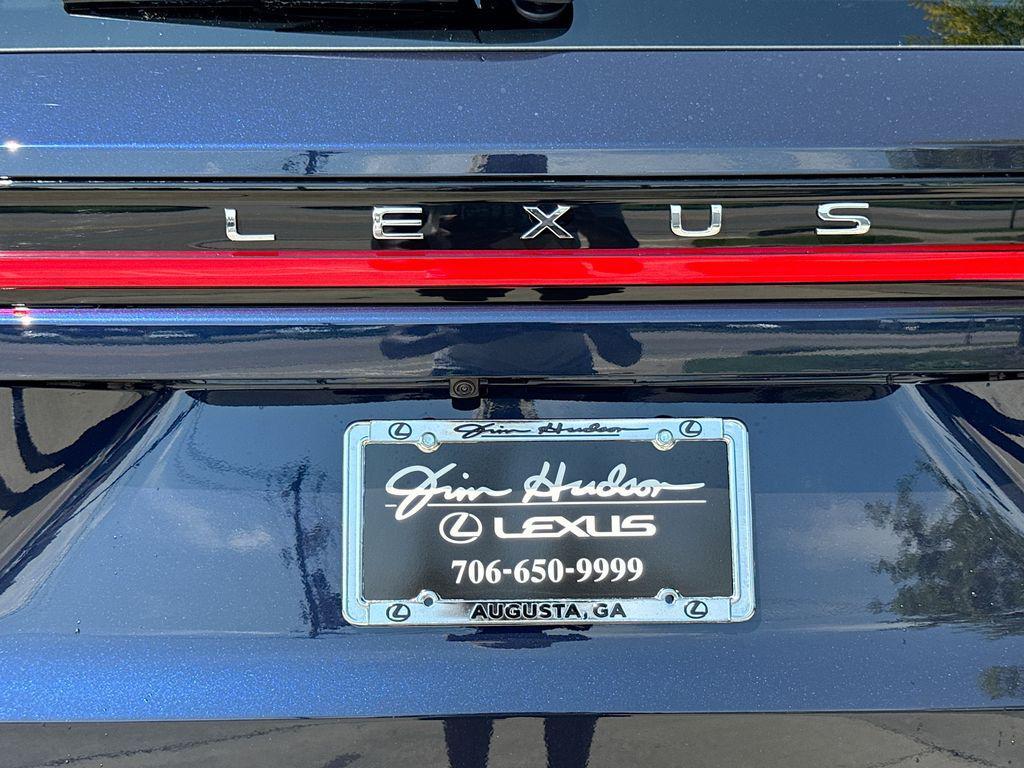 LEXUS
Jim Hudson
Jim Hudson
LEXUS
706-650-9999
AUGUSTA, GA